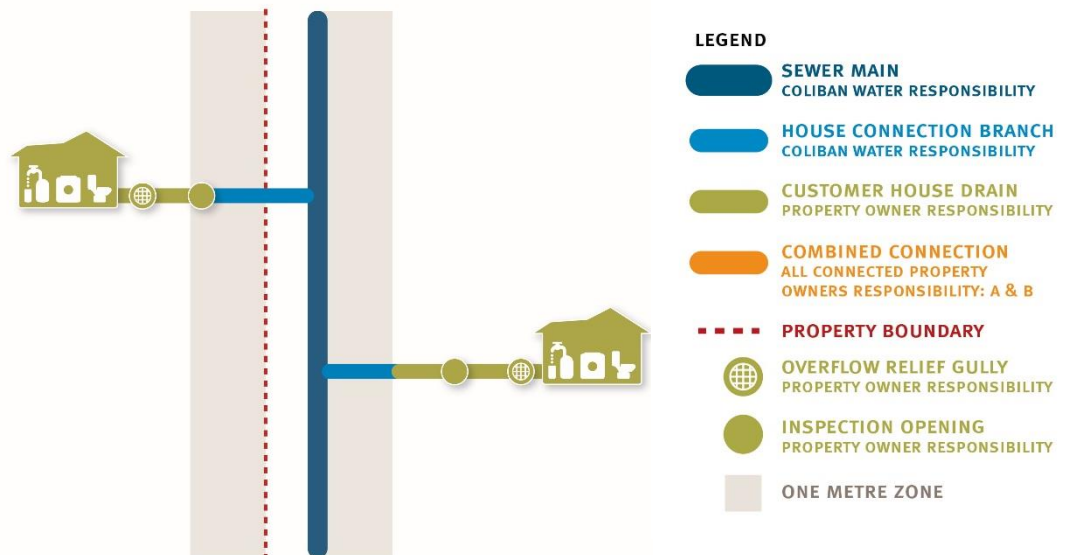 LEGEND
SEWER MAIN
COLIBAN WATER RESPONSIBILITY
HOUSE CONNECTION BRANCH
COLIBAN WATER RESPONSIBILITY
CUSTOMER HOUSE DRAIN
PROPERTY OWNER RESPONSIBILITY
COMBINED CONNECTION
ALL CONNECTED PROPERTY
OWNERS RESPONSIBILITY: A & B
PROPERTY BOUNDARY
OVERFLOW RELIEF GULLY
PROPERTY OWNER RESPONSIBILITY
INSPECTION OPENING
PROPERTY OWNER RESPONSIBILITY
ONE METRE ZONE